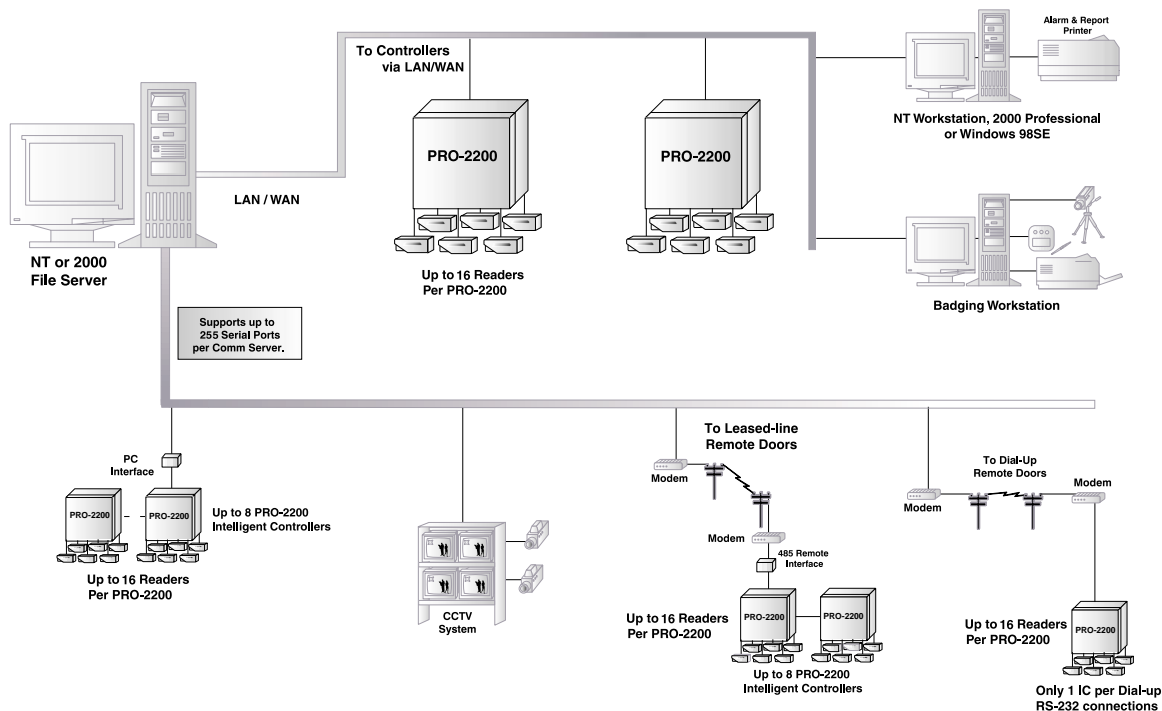 To Controllers
via LAN/WAN
Alarm & Report
Printer
PRO-2200
PRO-2200
NT Workstation, 2000 Professional
or Windows 98SE
LAN / WAN
NT or 2000
File Server
Up to 16 Readers
Per PRO-2200
Badging Workstation
Supports up to
255 Serial Ports
per Comm Server.
To Leased-line
Remote Doors
PC
Interface
Modem
To Dial-Up
Remote Doors
Modem
Modem
PRO-2200
PRO-2200
Up to 8 PRO-2200
Intelligent Controllers
Modem
485 Remote
Interface
Up to 16 Readers
Per PRO-2200
CCTV
System
Up to 16 Readers
Per PRO-2200
PRO-2200
PRO-2200
Up to 16 Readers
Per PRO-2200
PRO-2200
Up to 8 PRO-2200
Intelligent Controllers
Only 1 IC per Dial-up
RS-232 connections